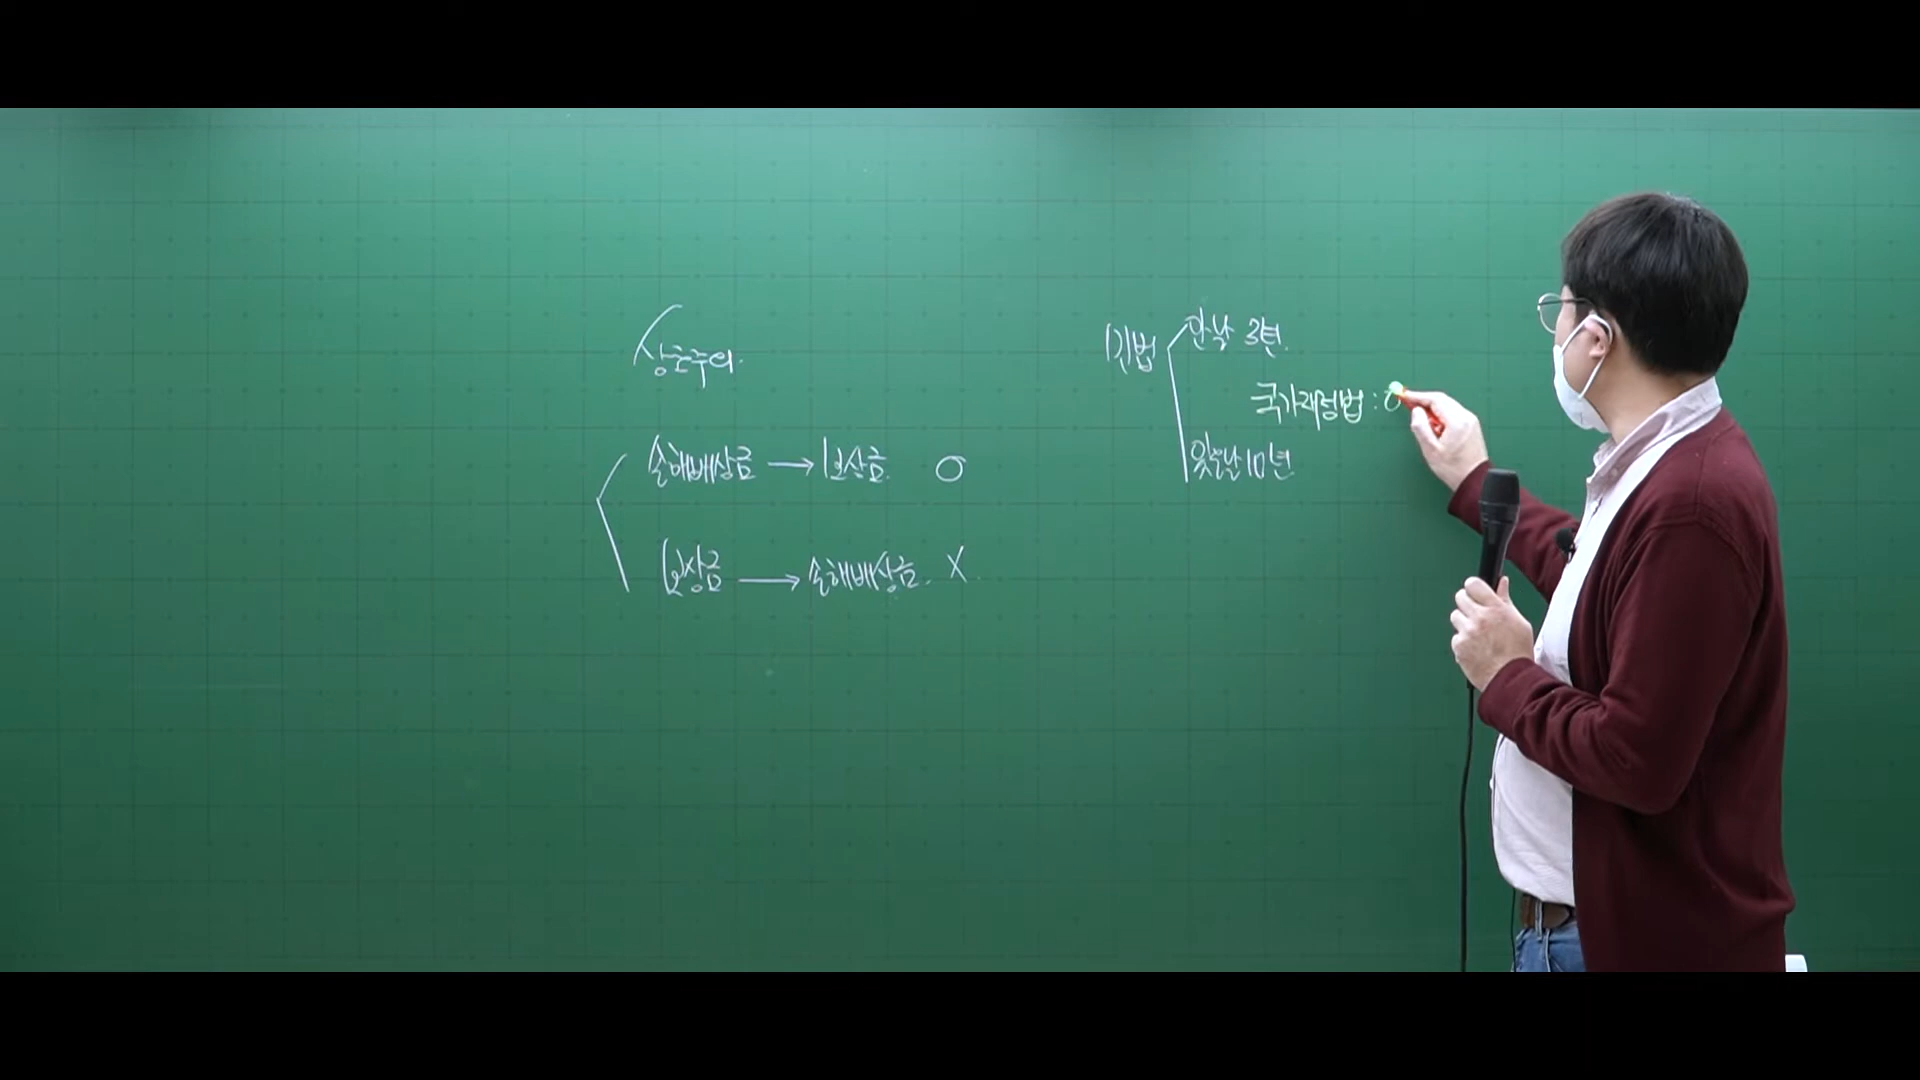 상호주의.
손해배상금 → 보상금. O
보상금 → 손해배상금. X.
민법
안 날 3년.
국가재정법 :
있은 날 10년